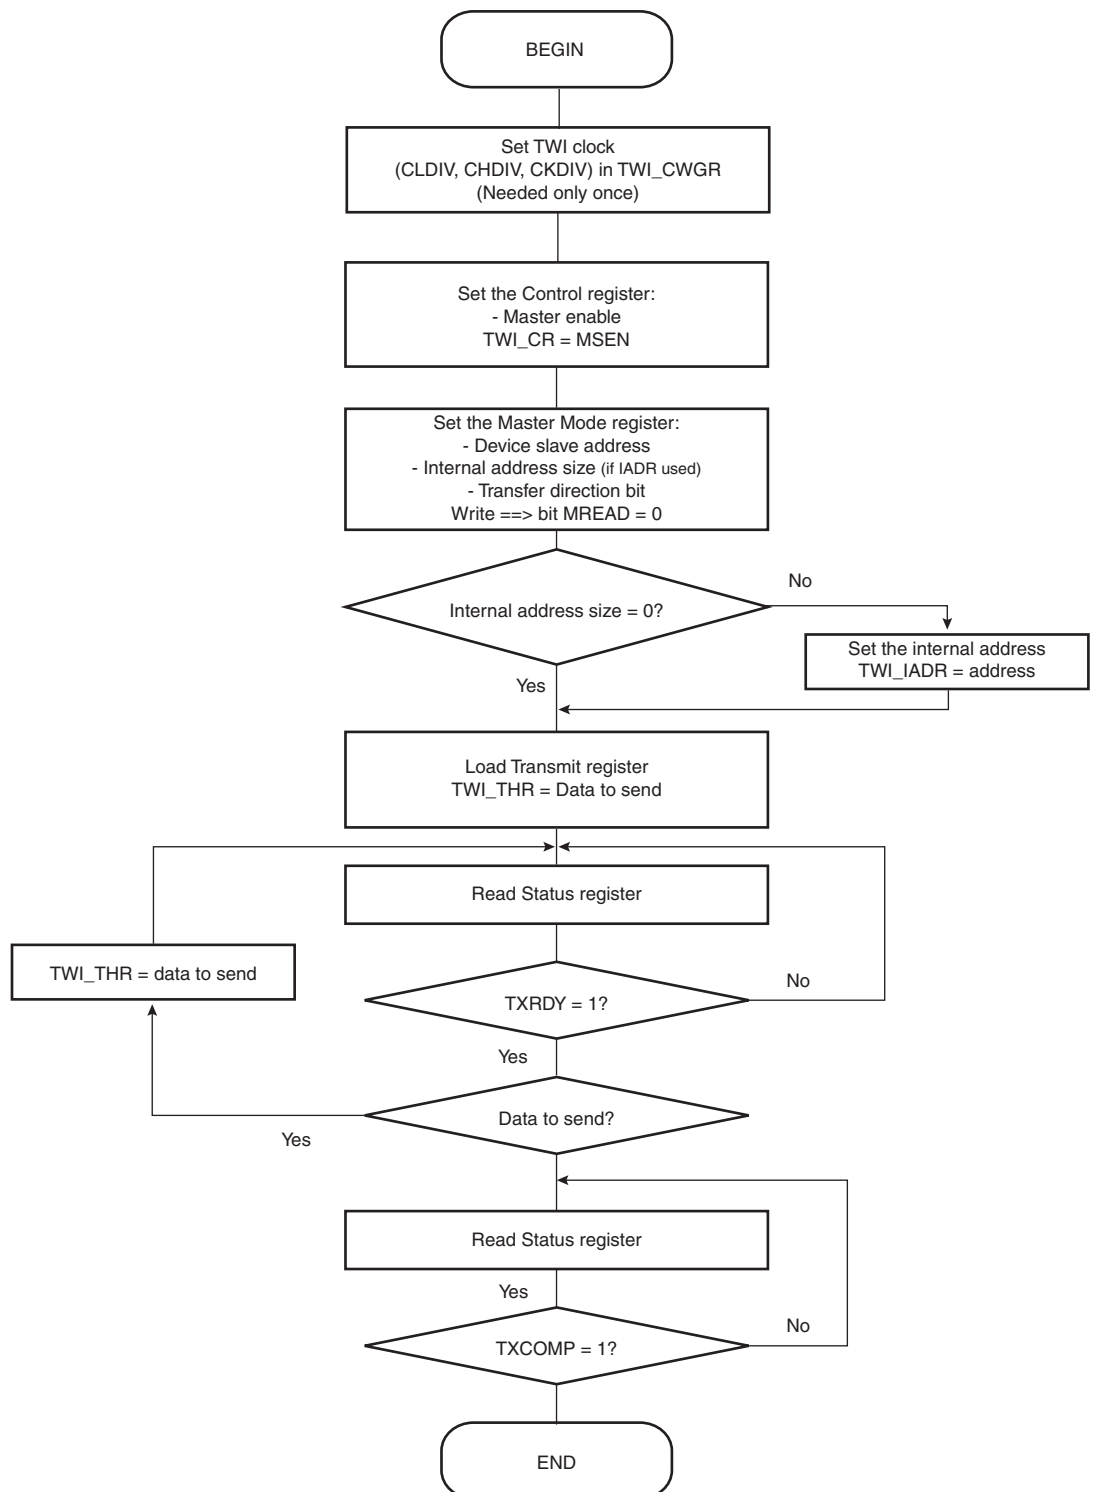 BEGIN
Set TWI clock
(CLDIV, CHDIV, CKDIV) in TWI_CWGR
(Needed only once)
Set the Control register:
- Master enable
TWI_CR = MSEN
Set the Master Mode register:
- Device slave address
- Internal address size (if IADR used)
- Transfer direction bit
Write ==> bit MREAD = 0
No
Internal address size = 0?
Set the internal address
TWI_IADR = address
Yes
Load Transmit register
TWI_THR = Data to send
Read Status register
TWI_THR = data to send
No
TXRDY = 1?
Yes
Data to send?
Yes
Read Status register
Yes
No
TXCOMP = 1?
END